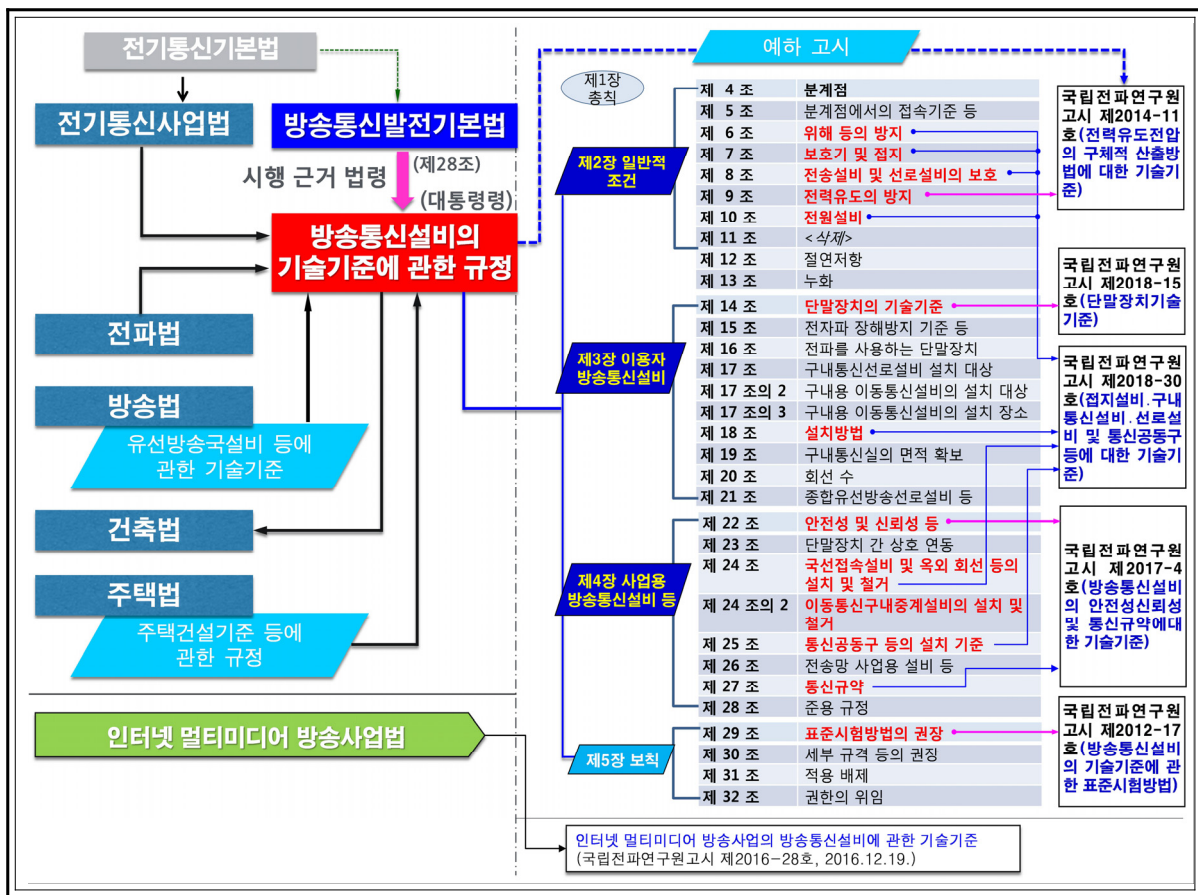 전기통신기본법
전기통신사업법
방송통신발전기본법
시행 근거 법령
(제28조)
(대통령령)
방송통신설비의
기술기준에 관한 규정
전파법
방송법
유선방송국설비 등에
관한 기술기준
건축법
주택법
주택건설기준 등에
관한 규정
인터넷 멀티미디어 방송사업법
예하 고시
제1장
총칙
제2장 일반적
조건
제 4 조 분계점
제 5 조 분계점에서의 접속기준 등
제 6 조 위해 등의 방지
제 7 조 보호기 및 접지
제 8 조 전송설비 및 선로설비의 보호
제 9 조 전력유도의 방지
제 10 조 전원설비
제 11 조 <삭제>
제 12 조 절연저항
제 13 조 누화
제3장 이용자
방송통신설비
제 14 조 단말장치의 기술기준
제 15 조 전자파 장해방지 기준 등
제 16 조 전파를 사용하는 단말장치
제 17 조 구내통신선로설비 설치 대상
제 17 조의 2 구내용 이동통신설비의 설치 대상
제 17 조의 3 구내용 이동통신설비의 설치 장소
제 18 조 설치방법
제 19 조 구내통신실의 면적 확보
제 20 조 회선 수
제 21 조 종합유선방송선로설비 등
제4장 사업용
방송통신설비 등
제 22 조 안전성 및 신뢰성 등
제 23 조 단말장치 간 상호 연동
제 24 조 국선접속설비 및 옥외 회선 등의
설치 및 철거
제 24 조의 2 이동통신구내중계설비의 설치 및
철거
제 25 조 통신공동구 등의 설치 기준
제 26 조 전송망 사업용 설비 등
제 27 조 통신규약
제 28 조 준용 규정
제5장 보칙
제 29 조 표준시험방법의 권장
제 30 조 세부 규격 등의 권징
제 31 조 적용 배제
제 32 조 권한의 위임
국립전파연구원
고시 제2014-11
호(전력유도전압
의 구체적 산출방
법에 대한 기술기
준)
국립전파연구원
고시 제2018-15
호(단말장치기술
기준)
국립전파연구원
고시 제2018-30
호(접지설비.구내
통신설비.선로설
비 및 통신공동구
등에 대한 기술기
준)
국립전파연구원
고시 제2017-4
호(방송통신설비
의 안전성신뢰성
및 통신규약에대
한 기술기준)
국립전파연구원
고시 제2012-17
호(방송통신설비
의 기술기준에 관
한 표준시험방법)
인터넷 멀티미디어 방송사업의 방송통신설비에 관한 기술기준
(국립전파연구원고시 제2016-28호, 2016.12.19.)